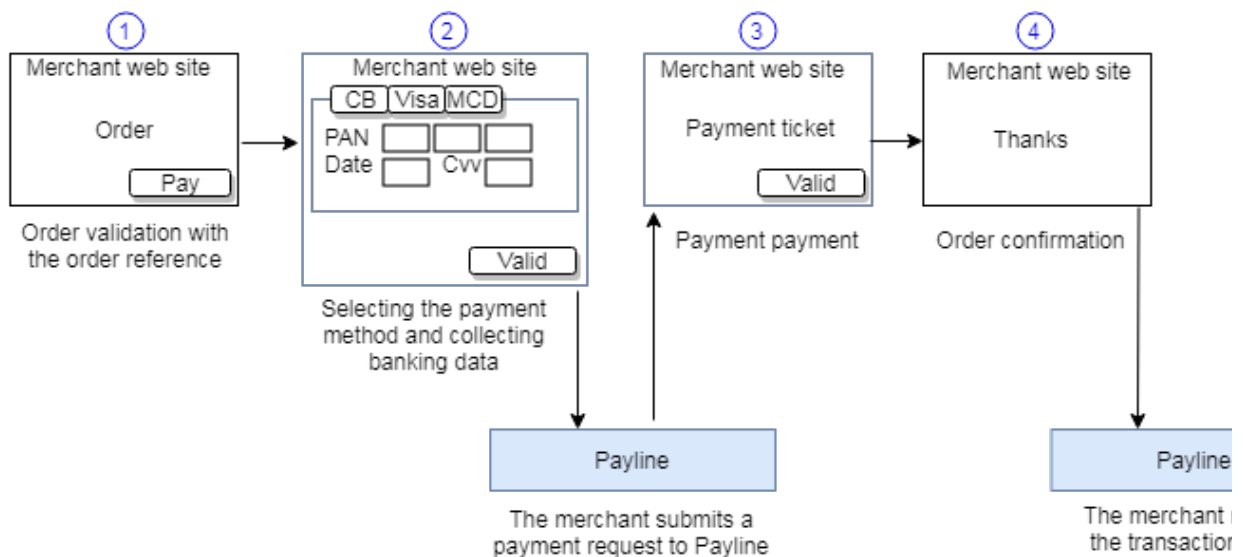 1
2
3
4
Merchant web site
Order
Pay
Order validation with
the order reference
Merchant web site
CB Visa MCD
PAN
Date Cvv
Valid
Selecting the payment
method and collecting
banking data
Merchant web site
Payment ticket
Valid
Payment payment
Merchant web site
Thanks
Order confirmation
Payline
The merchant submits a
payment request to Payline
Payline
The merchant
the transaction